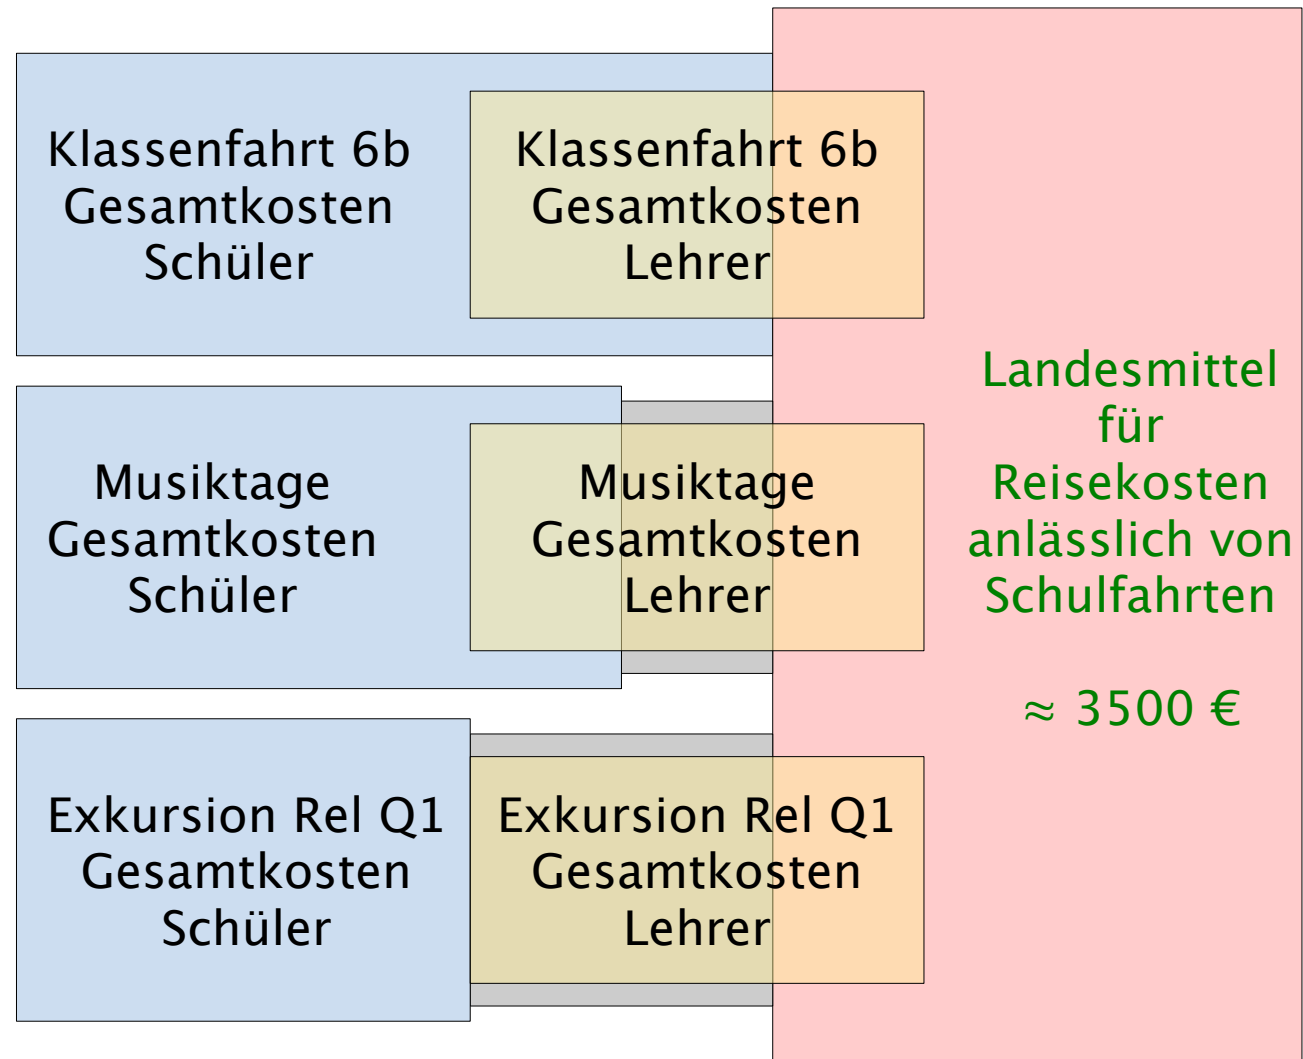 Klassenfahrt 6b
Gesamtkosten
Schüler
Klassenfahrt 6b
Gesamtkosten
Lehrer
Musiktage
Gesamtkosten
Schüler
Musiktage
Gesamtkosten
Lehrer
Exkursion Rel Q1
Gesamtkosten
Schüler
Exkursion Rel Q1
Gesamtkosten
Lehrer
Landesmittel
für
Reisekosten
anlässlich von
Schulfahrten
≈ 3500 €